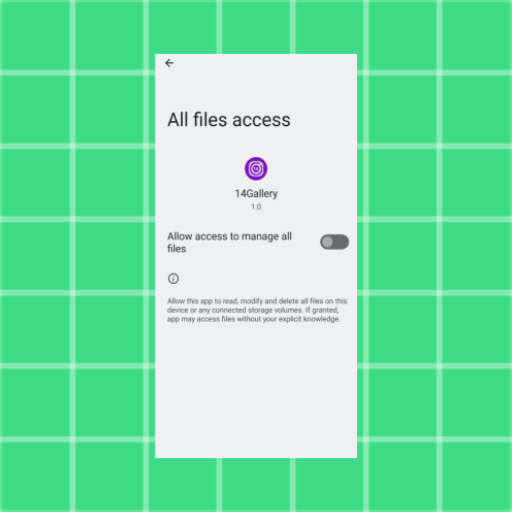 All files access
14Gallery
1.0
Allow access to manage all
files
Allow this app to read, modify and delete all files on this
device or any connected storage volumes. If granted,
app may access files without your explicit knowledge.